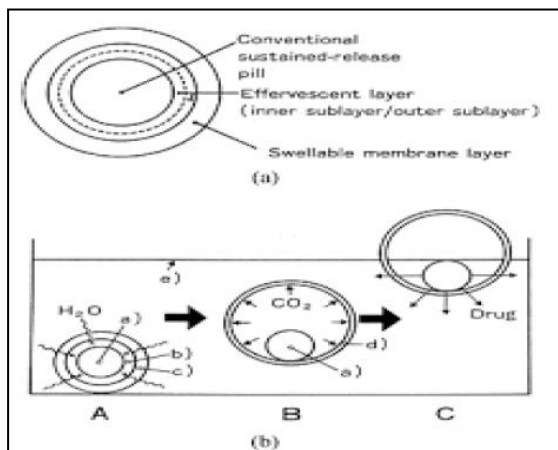 Conventional
sustained-release
pill
Effervescent layer
(inner sublayer/outer sublayer)
Swellable membrane layer
(a)
e)
H2O
a)
b)
c)
CO2
d)
a)
Drug
A
B
C
(b)